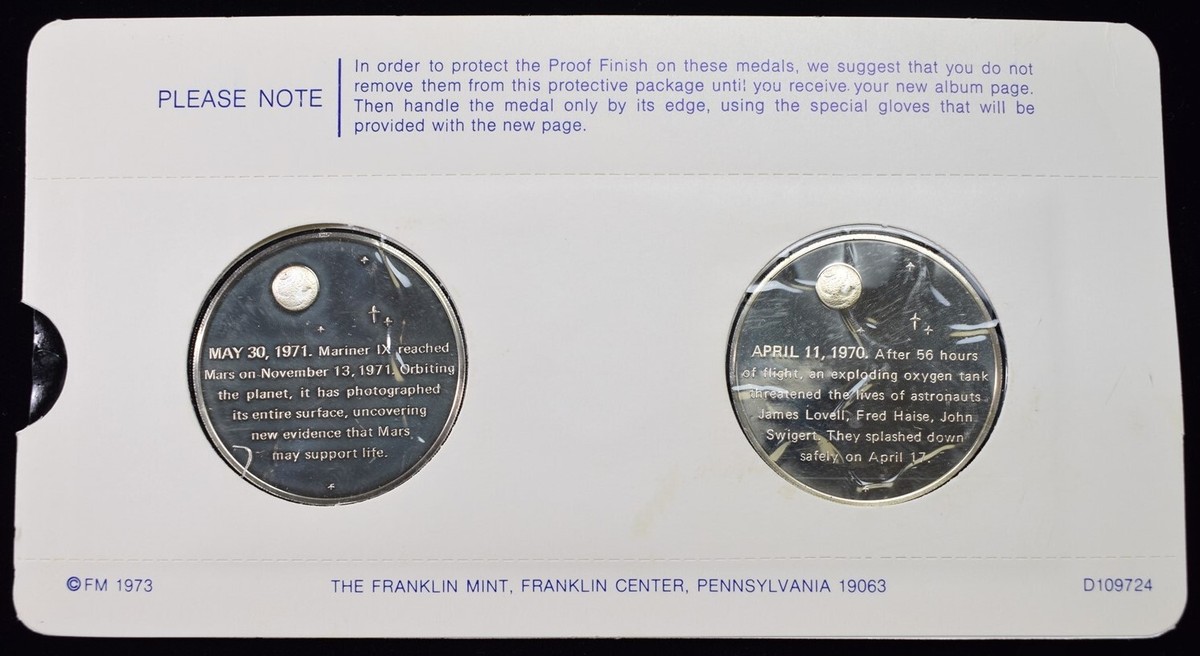 PLEASE NOTE
In order to protect the Proof Finish on these medals, we suggest that you do not
remove them from this protective package until you receive your new album page.
Then handle the medal only by its edge, using the special gloves that will be
provided with the new page.
MAY 30, 1971. Mariner IX reached
Mars on November 13, 1971. Orbiting
the planet, it has photographed
its entire surface, uncovering
new evidence that Mars
may support life.
APRIL 11, 1970. After 56 hours
of flight, an exploding oxygen tank
threatened the lives of astronauts
James Lovell, Fred Haise, John
Swigert. They splashed down
safely on April 17.
©FM 1973
THE FRANKLIN MINT, FRANKLIN CENTER, PENNSYLVANIA 19063
D109724